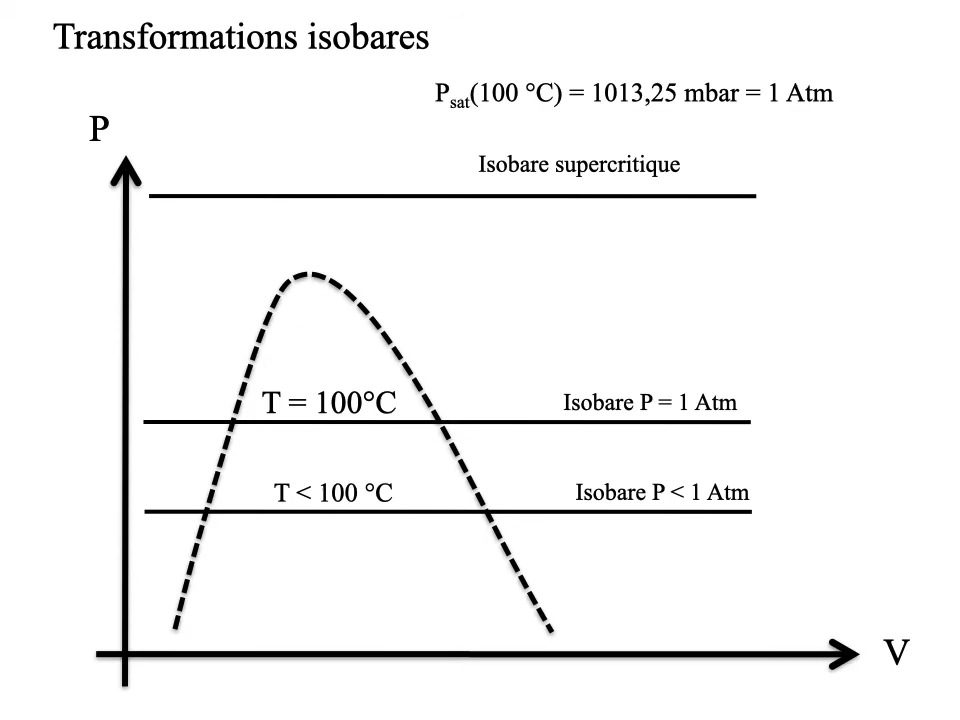 Transformations isobares
Psat(100 °C) = 1013,25 mbar = 1 Atm
P
Isobare supercritique
T = 100°C
Isobare P = 1 Atm
T < 100 °C
Isobare P < 1 Atm
V